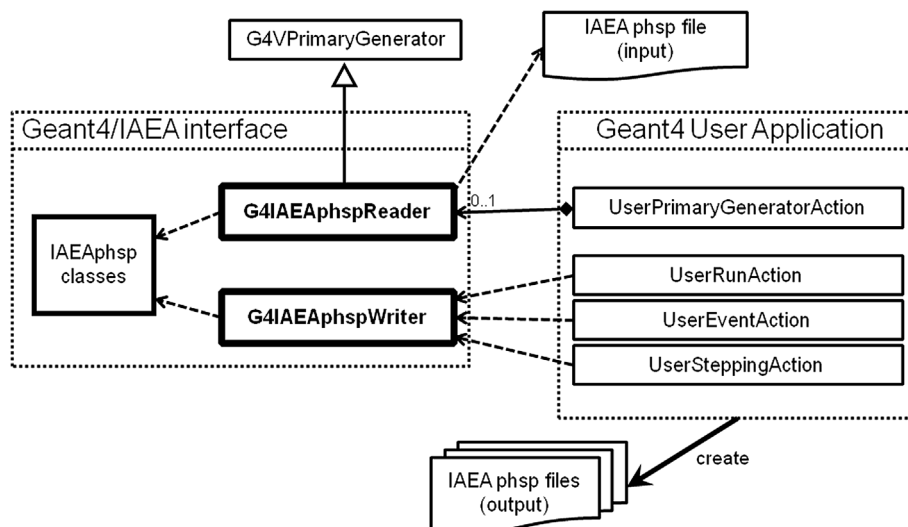 G4VPrimaryGenerator
IAEA phsp file
(input)
Geant4/IAEA interface
Geant4 User Application
G4IAEAphspReader
0..1
UserPrimaryGeneratorAction
IAEAphsp
classes
UserRunAction
G4IAEAphspWriter
UserEventAction
UserSteppingAction
create
IAEA phsp files
(output)